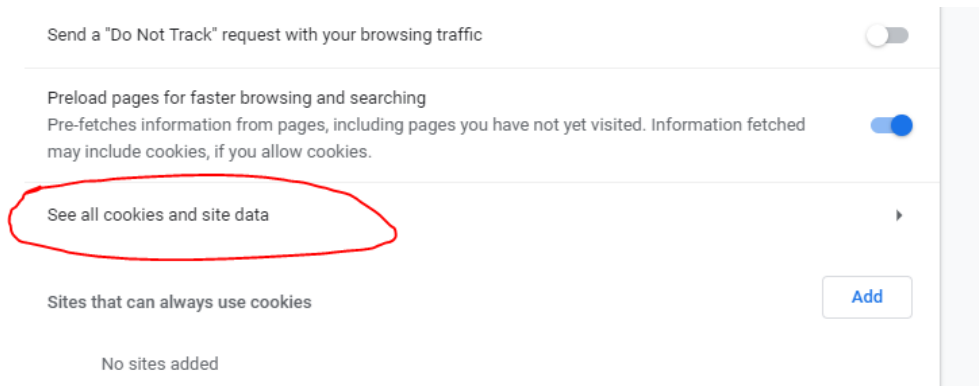 Send a "Do Not Track" request with your browsing traffic
Preload pages for faster browsing and searching
Pre-fetches information from pages, including pages you have not yet visited. Information fetched
may include cookies, if you allow cookies.
See all cookies and site data
Sites that can always use cookies
Add
No sites added